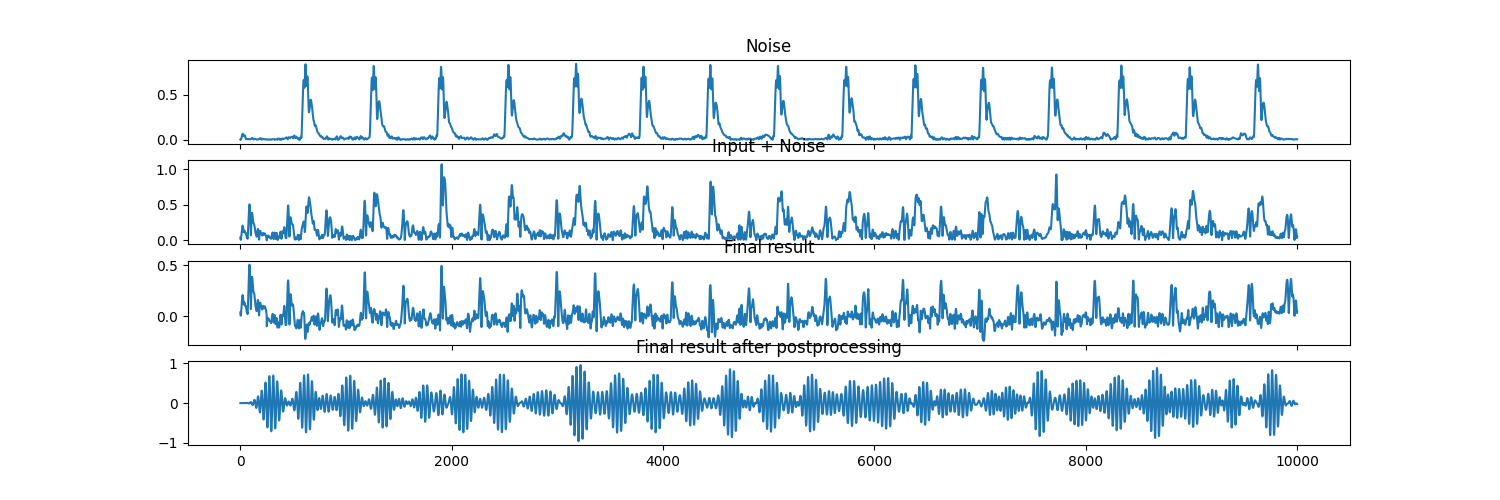 Noise
0.5
0.0
Input + Noise
1.0
0.5
0.0
Final result
0.5
0.0
Final result after postprocessing
1
0
−1
0 2000 4000 6000 8000 10000